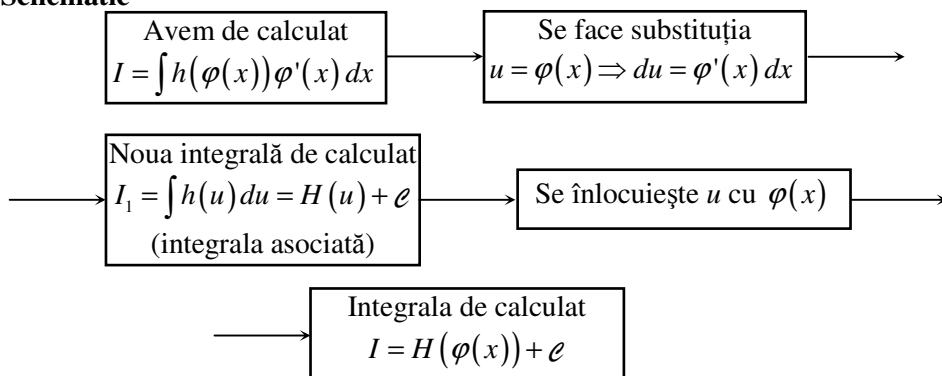 Schematic
Avem de calculat
I = ∫ h(φ(x)) φ'(x) dx
Se face substituția
u = φ(x) ⇒ du = φ'(x) dx
Noua integrală de calculat
I₁ = ∫ h(u) du = H(u) + 𝒞
(integrala asociată)
Se înlocuiește u cu φ(x)
Integrala de calculat
I = H(φ(x)) + 𝒞